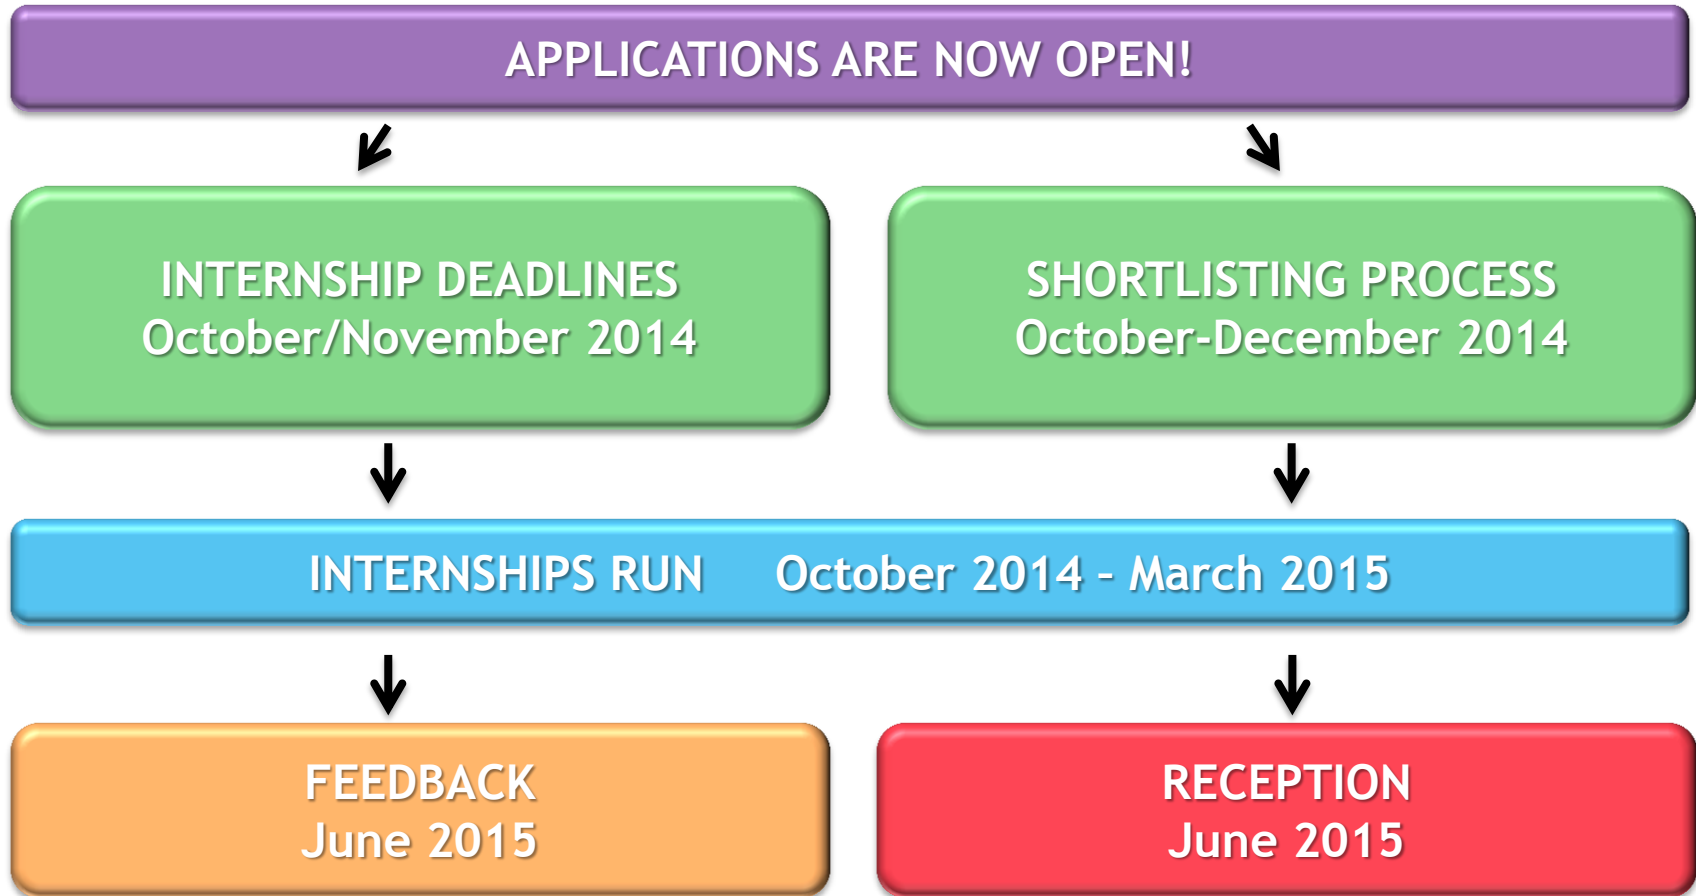 APPLICATIONS ARE NOW OPEN!
INTERNSHIP DEADLINES
October/November 2014
SHORTLISTING PROCESS
October-December 2014
INTERNSHIPS RUN October 2014 – March 2015
FEEDBACK
June 2015
RECEPTION
June 2015